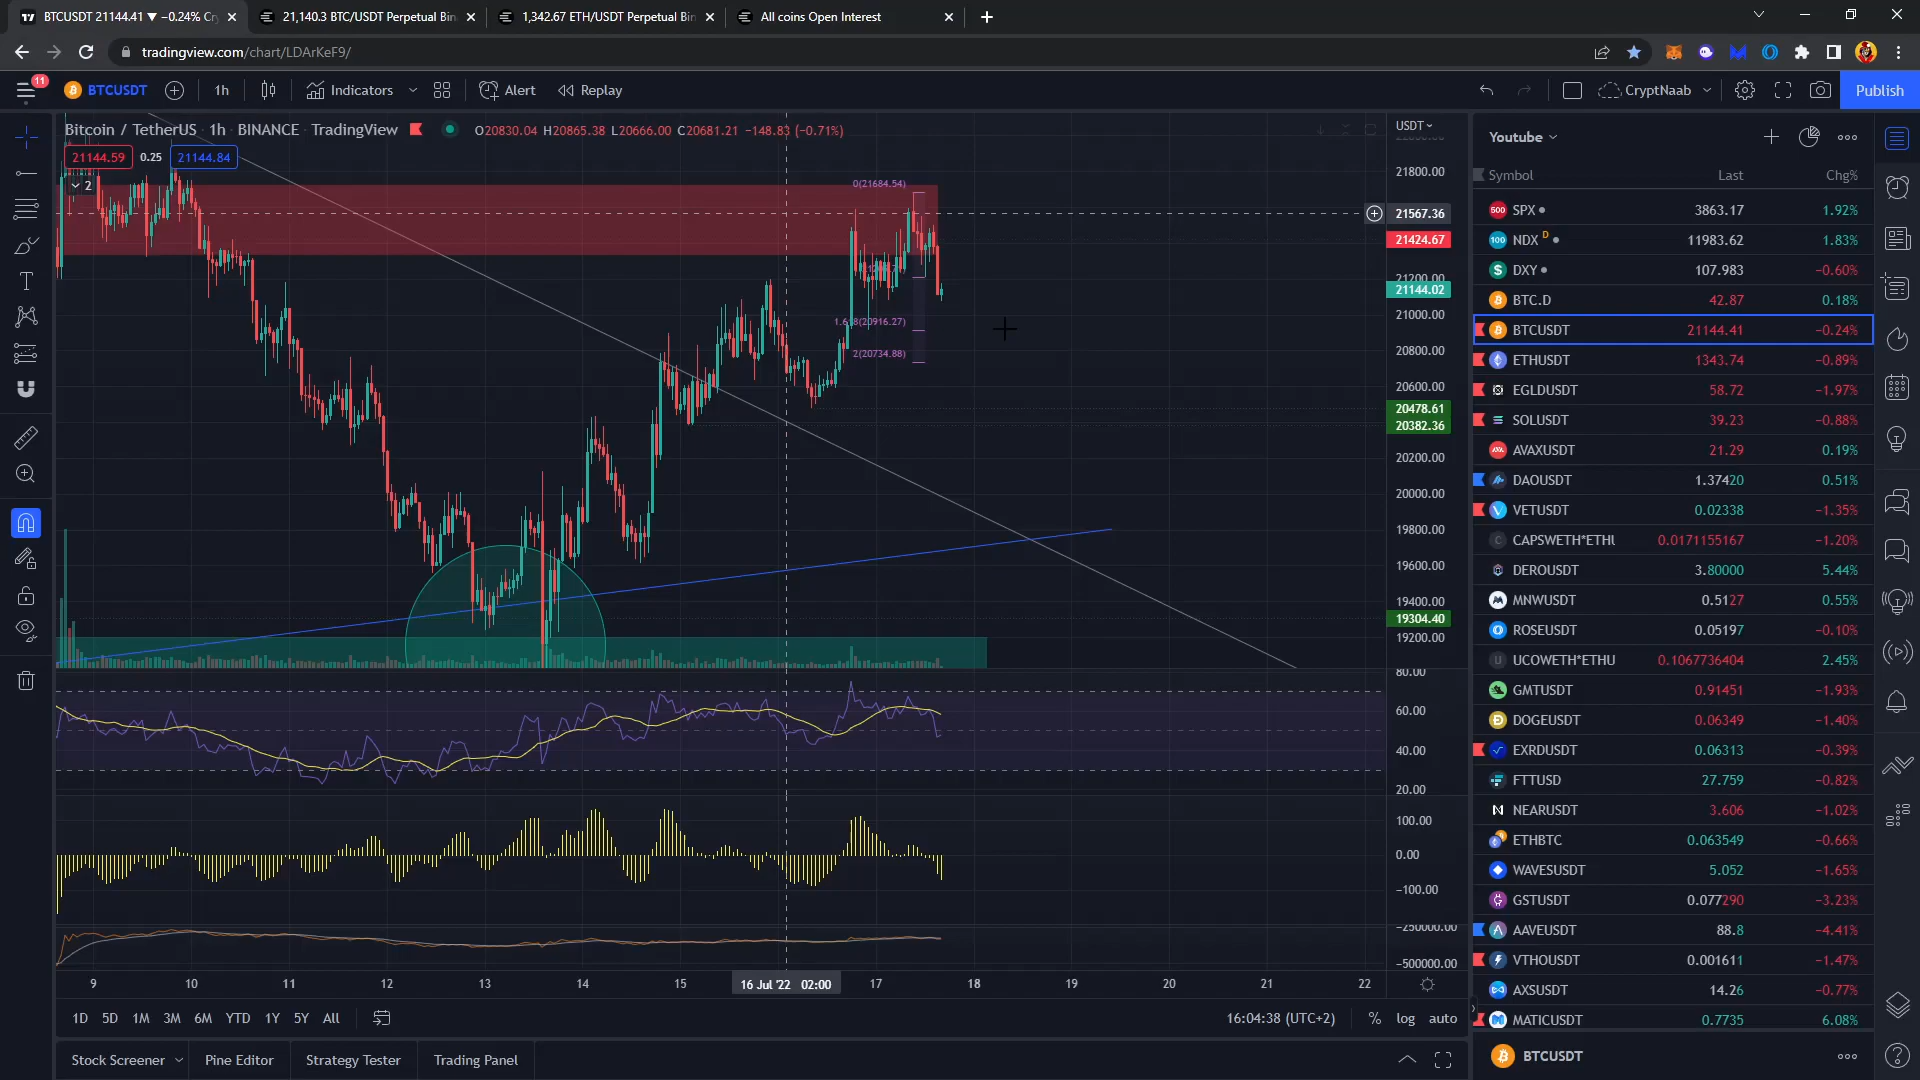 BTCUSDT 21144.41 ▼ −0.24% Cr
21,140.3 BTC/USDT Perpetual Bin
1,342.67 ETH/USDT Perpetual Bin
All coins Open Interest
tradingview.com/chart/LDArKeF9/
11
BTCUSDT
1h
Indicators
Alert
Replay
CryptNaab
Publish
Bitcoin / TetherUS · 1h · BINANCE · TradingView
O20830.04 H20865.38 L20666.00 C20681.21 −148.83 (−0.71%)
USDT
21144.59
0.25
21144.84
2
0(21684.54)
1.618(20916.27)
2(20734.88)
21800.00
21567.36
21424.67
21200.00
21144.02
21000.00
20800.00
20600.00
20478.61
20382.36
20200.00
20000.00
19800.00
19600.00
19400.00
19304.40
19200.00
80.00
60.00
40.00
20.00
100.00
0.00
−100.00
−250000.00
−500000.00
9
10
11
12
13
14
15
16 Jul '22 02:00
17
18
19
20
21
22
1D
5D
1M
3M
6M
YTD
1Y
5Y
All
16:04:38 (UTC+2)
%
log
auto
Stock Screener
Pine Editor
Strategy Tester
Trading Panel
Youtube
Symbol Last Chg%
SPX 3863.17 1.92%
NDX D 11983.62 1.83%
DXY 107.983 −0.60%
BTC.D 42.87 0.18%
BTCUSDT 21144.41 −0.24%
ETHUSDT 1343.74 −0.89%
EGLDUSDT 58.72 −1.97%
SOLUSDT 39.23 −0.88%
AVAXUSDT 21.29 0.19%
DAOUSDT 1.37420 0.51%
VETUSDT 0.02338 −1.35%
CAPSWETH*ETHU 0.0171155167 −1.20%
DEROUSDT 3.80000 5.44%
MNWUSDT 0.5127 0.55%
ROSEUSDT 0.05197 −0.10%
UCOWETH*ETHU 0.1067736404 2.45%
GMTUSDT 0.91451 −1.93%
DOGEUSDT 0.06349 −1.40%
EXRDUSDT 0.06313 −0.39%
FTTUSD 27.759 −0.82%
NEARUSDT 3.606 −1.02%
ETHBTC 0.063549 −0.66%
WAVESUSDT 5.052 −1.65%
GSTUSDT 0.077290 −3.23%
AAVEUSDT 88.8 −4.41%
VTHOUSDT 0.001611 −1.47%
AXSUSDT 14.26 −0.77%
MATICUSDT 0.7735 6.08%
BTCUSDT